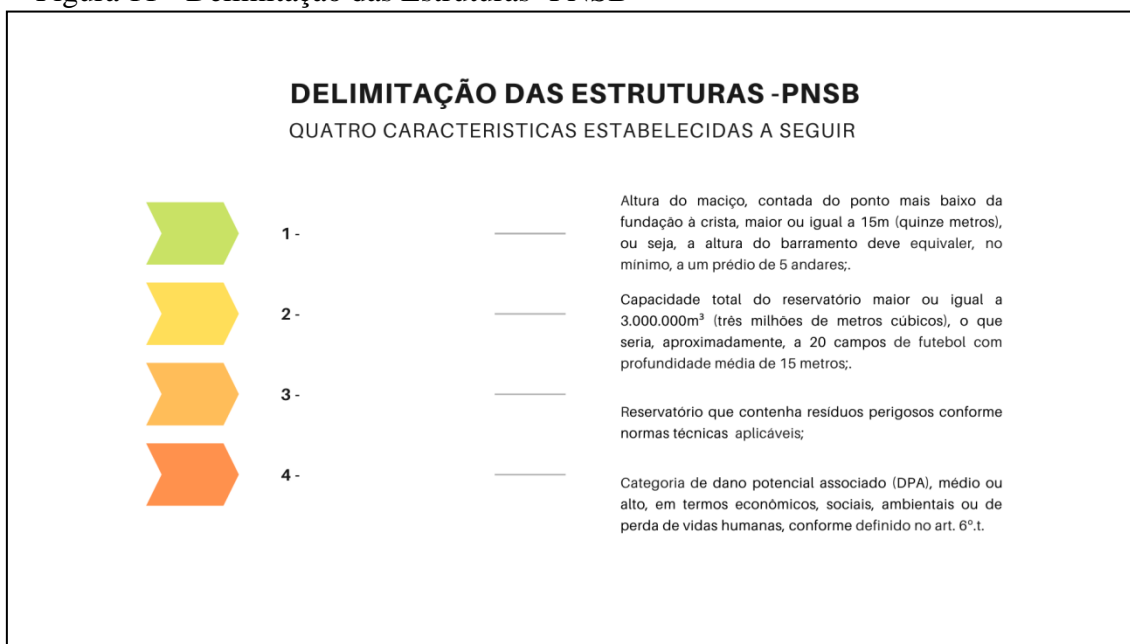 DELIMITAÇÃO DAS ESTRUTURAS -PNSB
QUATRO CARACTERISTICAS ESTABELECIDAS A SEGUIR
1 -
Altura do maciço, contada do ponto mais baixo da
fundação à crista, maior ou igual a 15m (quinze metros),
ou seja, a altura do barramento deve equivaler, no
mínimo, a um prédio de 5 andares;.
2 -
Capacidade total do reservatório maior ou igual a
3.000.000m³ (três milhões de metros cúbicos), o que
seria, aproximadamente, a 20 campos de futebol com
profundidade média de 15 metros;.
3 -
Reservatório que contenha resíduos perigosos conforme
normas técnicas aplicáveis;
4 -
Categoria de dano potencial associado (DPA), médio ou
alto, em termos econômicos, sociais, ambientais ou de
perda de vidas humanas, conforme definido no art. 6º.t.